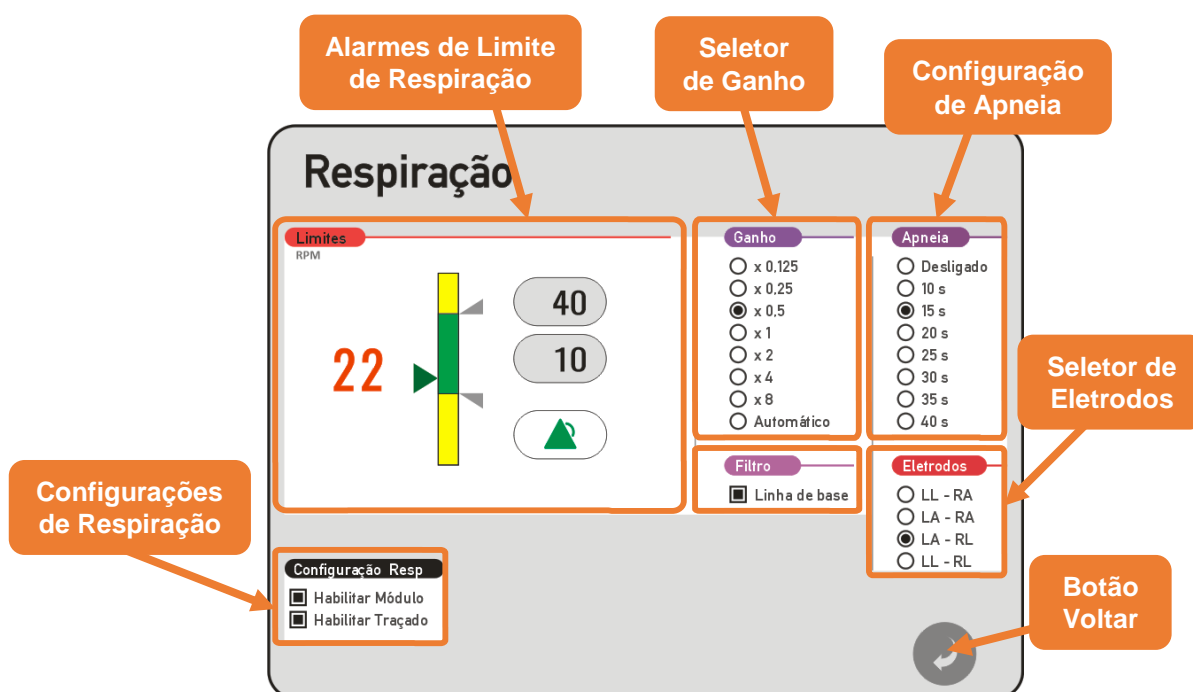 Alarmes de Limite
de Respiração
Seletor
de Ganho
Configuração
de Apneia
Respiração
Limites
RPM
22
40
10
Ganho
x 0,125
x 0,25
x 0,5
x 1
x 2
x 4
x 8
Automático
Apneia
Desligado
10 s
15 s
20 s
25 s
30 s
35 s
40 s
Seletor de
Eletrodos
Filtro
Linha de base
Eletrodos
LL - RA
LA - RA
LA - RL
LL - RL
Configurações
de Respiração
Configuração Resp
Habilitar Módulo
Habilitar Traçado
Botão
Voltar